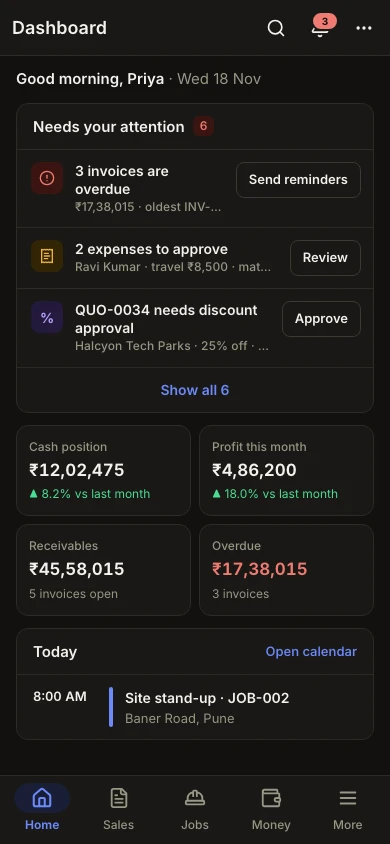 Dashboard
3
Good morning, Priya · Wed 18 Nov
Needs your attention 6
3 invoices are
overdue
₹17,38,015 · oldest INV-...
Send reminders
2 expenses to approve
Ravi Kumar · travel ₹8,500 · mat...
Review
%
QUO-0034 needs discount
approval
Halcyon Tech Parks · 25% off · ...
Approve
Show all 6
Cash position
₹12,02,475
▲ 8.2% vs last month
Profit this month
₹4,86,200
▲ 18.0% vs last month
Receivables
₹45,58,015
5 invoices open
Overdue
₹17,38,015
3 invoices
Today
Open calendar
8:00 AM
Site stand-up · JOB-002
Baner Road, Pune
Home
Sales
Jobs
Money
More